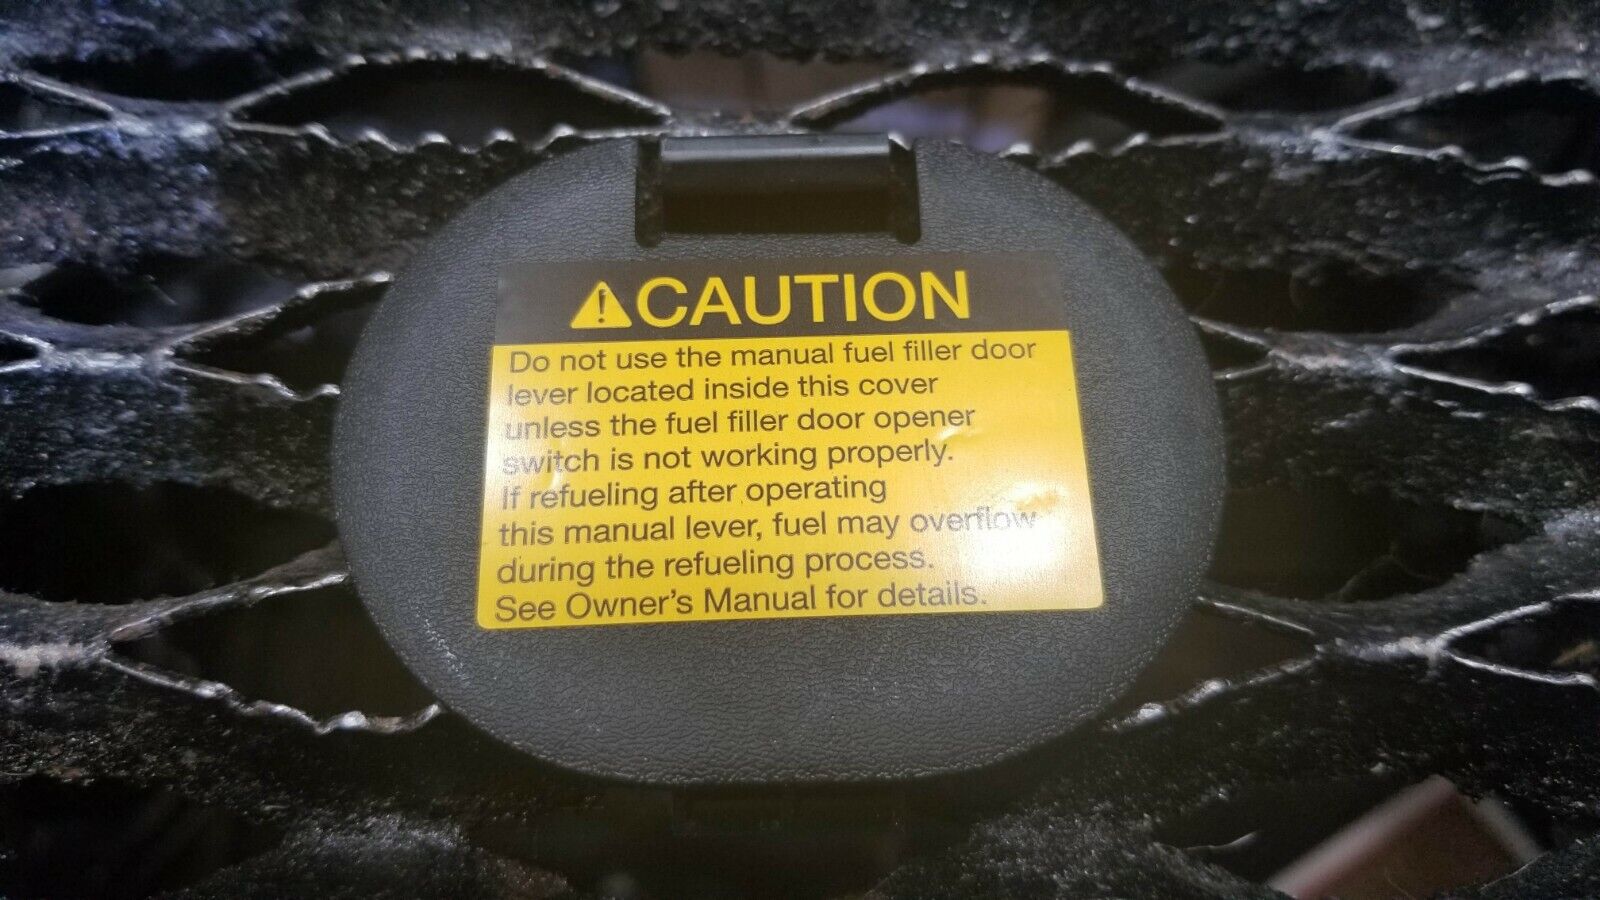 CAUTION
Do not use the manual fuel filler door
lever located inside this cover
unless the fuel filler door opener
switch is not working properly.
If refueling after operating
this manual lever, fuel may overflow
during the refueling process.
See Owner's Manual for details.